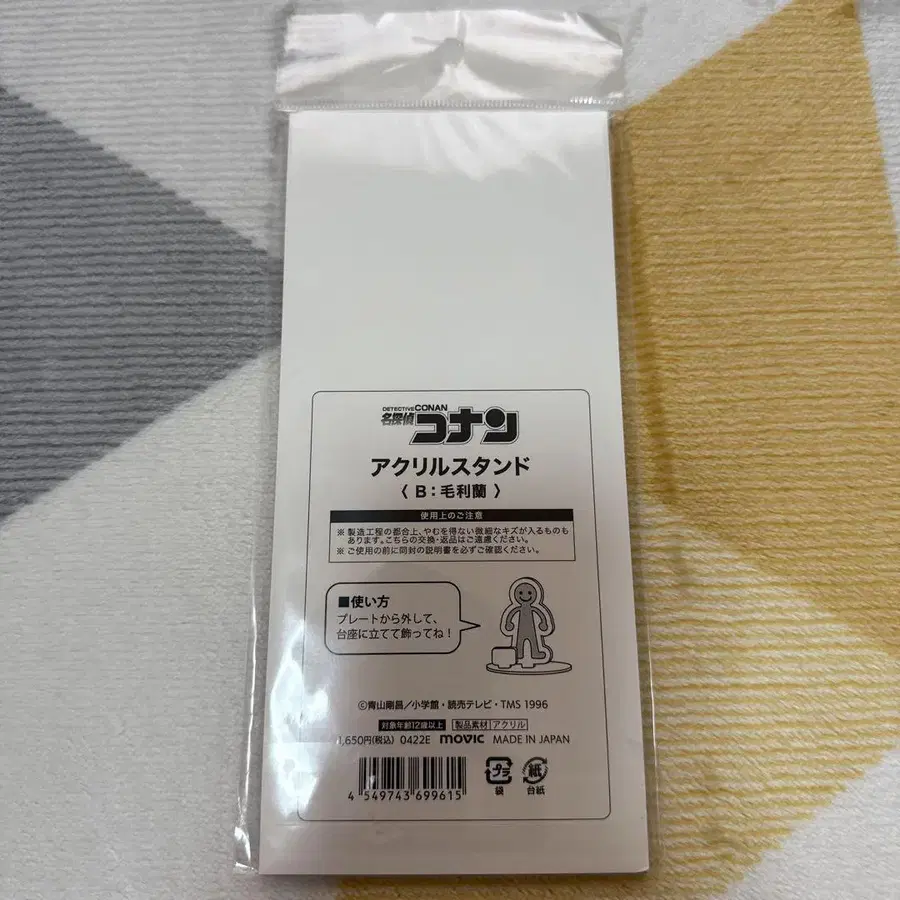 DETECTIVE CONAN
名探偵コナン
アクリルスタンド
〈 B：毛利蘭 〉
使用上のご注意
※ 製造工程の都合上、やむを得ない微細なキズが入るものも
あります。こちらの交換・返品はご遠慮ください。
※ ご使用の前に同封の説明書を必ずご確認ください。
■使い方
プレートから外して、
台座に立てて飾ってね！
©青山剛昌／小学館・読売テレビ・TMS 1996
対象年齢12歳以上 製品素材 アクリル
1,650円(税込) 0422E movic MADE IN JAPAN
プラ 紙
袋 台紙
4 549743 699615